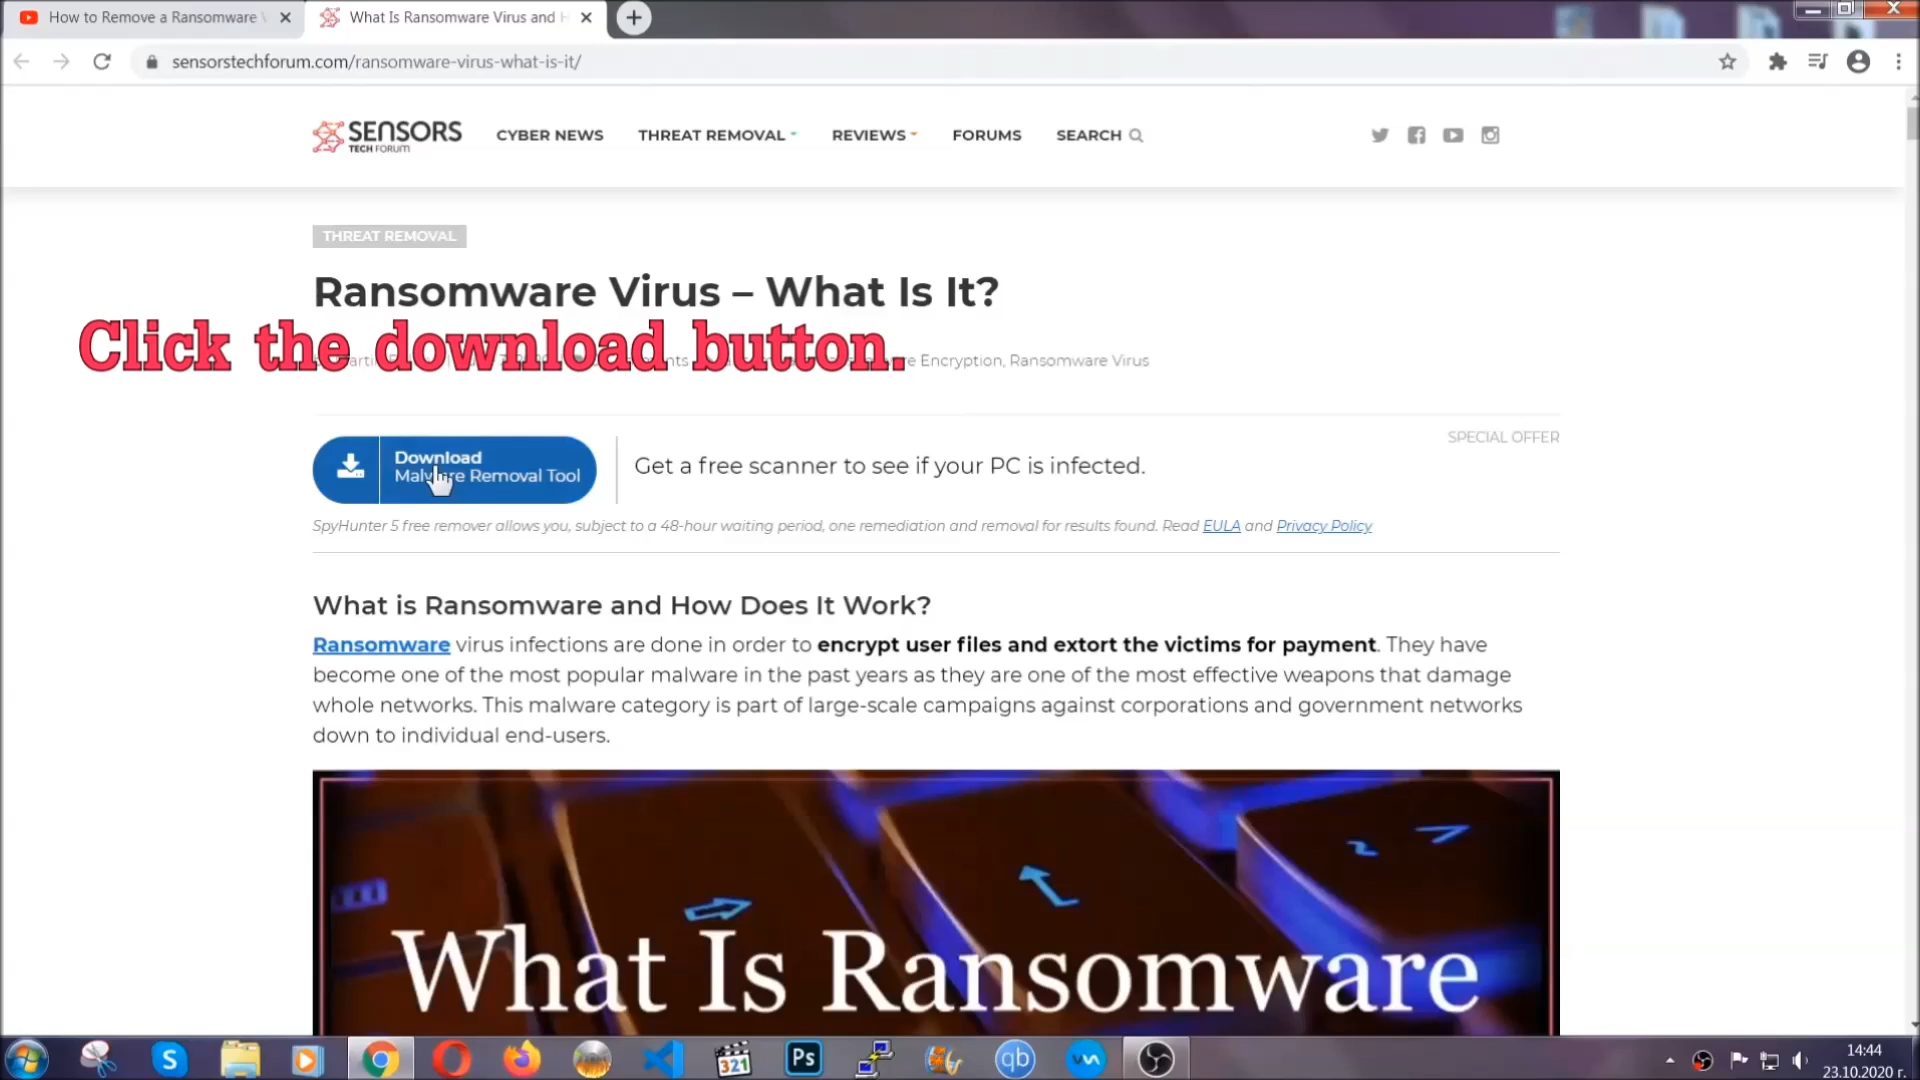 How to Remove a Ransomware
What Is Ransomware Virus and
sensorstechforum.com/ransomware-virus-what-is-it/
SENSORS
TECH FORUM
CYBER NEWS THREAT REMOVAL REVIEWS FORUMS SEARCH
THREAT REMOVAL
Ransomware Virus – What Is It?
Click the download button.
Encryption, Ransomware Virus
SPECIAL OFFER
Download
Malware Removal Tool
Get a free scanner to see if your PC is infected.
SpyHunter 5 free remover allows you, subject to a 48-hour waiting period, one remediation and removal for results found. Read EULA and Privacy Policy
What is Ransomware and How Does It Work?
Ransomware virus infections are done in order to encrypt user files and extort the victims for payment. They have
become one of the most popular malware in the past years as they are one of the most effective weapons that damage
whole networks. This malware category is part of large-scale campaigns against corporations and government networks
down to individual end-users.
What Is Ransomware
S
321
Ps
qb
14:44
23.10.2020 г.